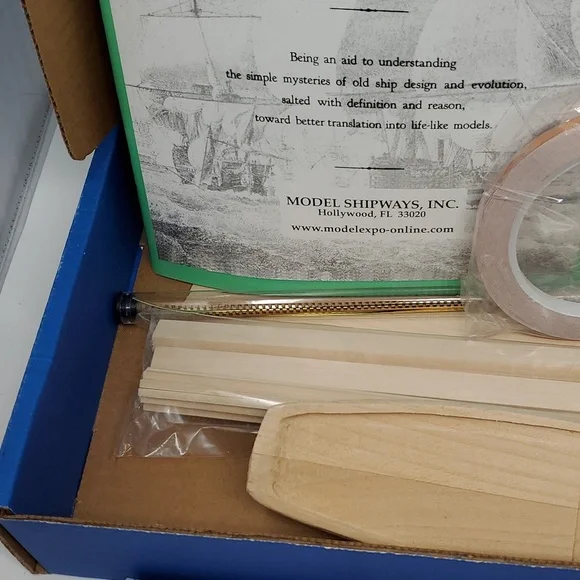 Being an aid to understanding
the simple mysteries of old ship design and evolution,
salted with definition and reason,
toward better translation into life-like models.
MODEL SHIPWAYS, INC.
Hollywood, FL 33020
www.modelexpo-online.com